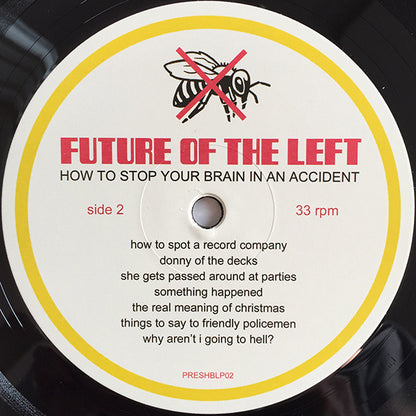 FUTURE OF THE LEFT
HOW TO STOP YOUR BRAIN IN AN ACCIDENT
side 2 33 rpm
how to spot a record company
donny of the decks
she gets passed around at parties
something happened
the real meaning of christmas
things to say to friendly policemen
why aren't i going to hell?
PRESHBLP02